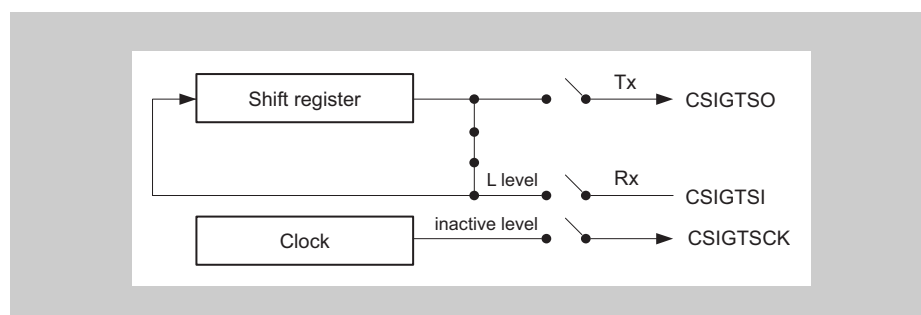 Shift register
Tx
CSIGTSO
L level
Rx
CSIGTSI
Clock
inactive level
CSIGTSCK